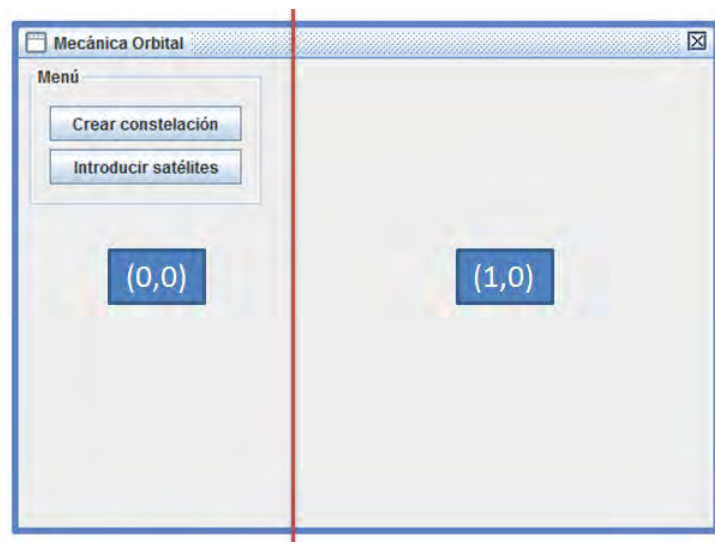 Mecánica Orbital
Menú
Crear constelación
Introducir satélites
(0,0)
(1,0)